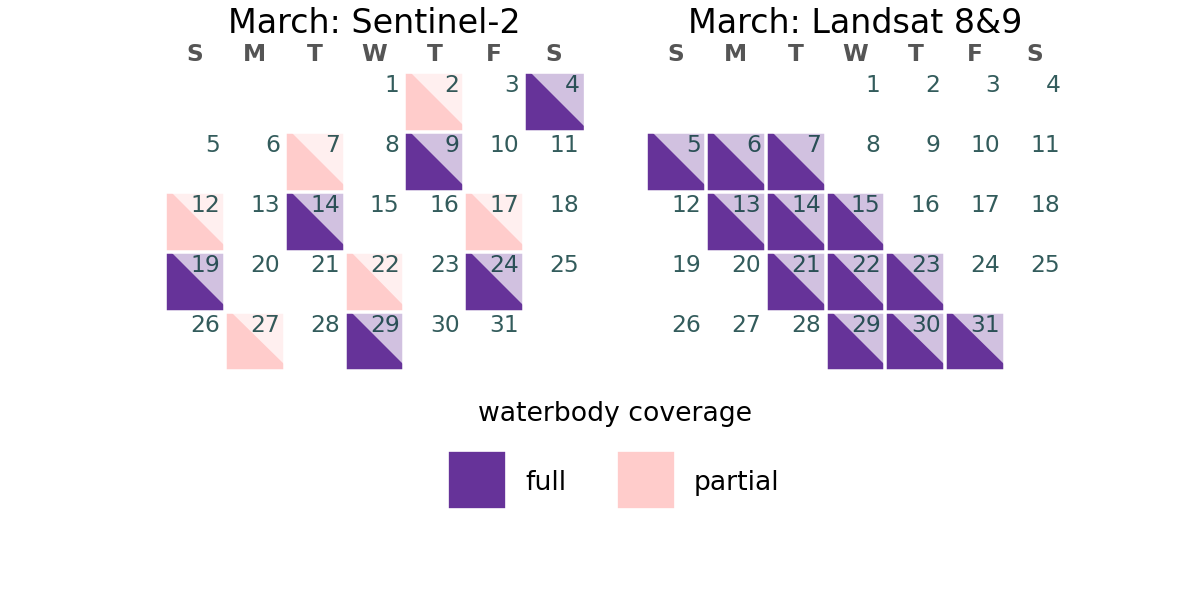 March: Sentinel-2
S M T W T F S
1 2 3 4
5 6 7 8 9 10 11
12 13 14 15 16 17 18
19 20 21 22 23 24 25
26 27 28 29 30 31
March: Landsat 8&9
S M T W T F S
1 2 3 4
5 6 7 8 9 10 11
12 13 14 15 16 17 18
19 20 21 22 23 24 25
26 27 28 29 30 31
waterbody coverage
full
partial